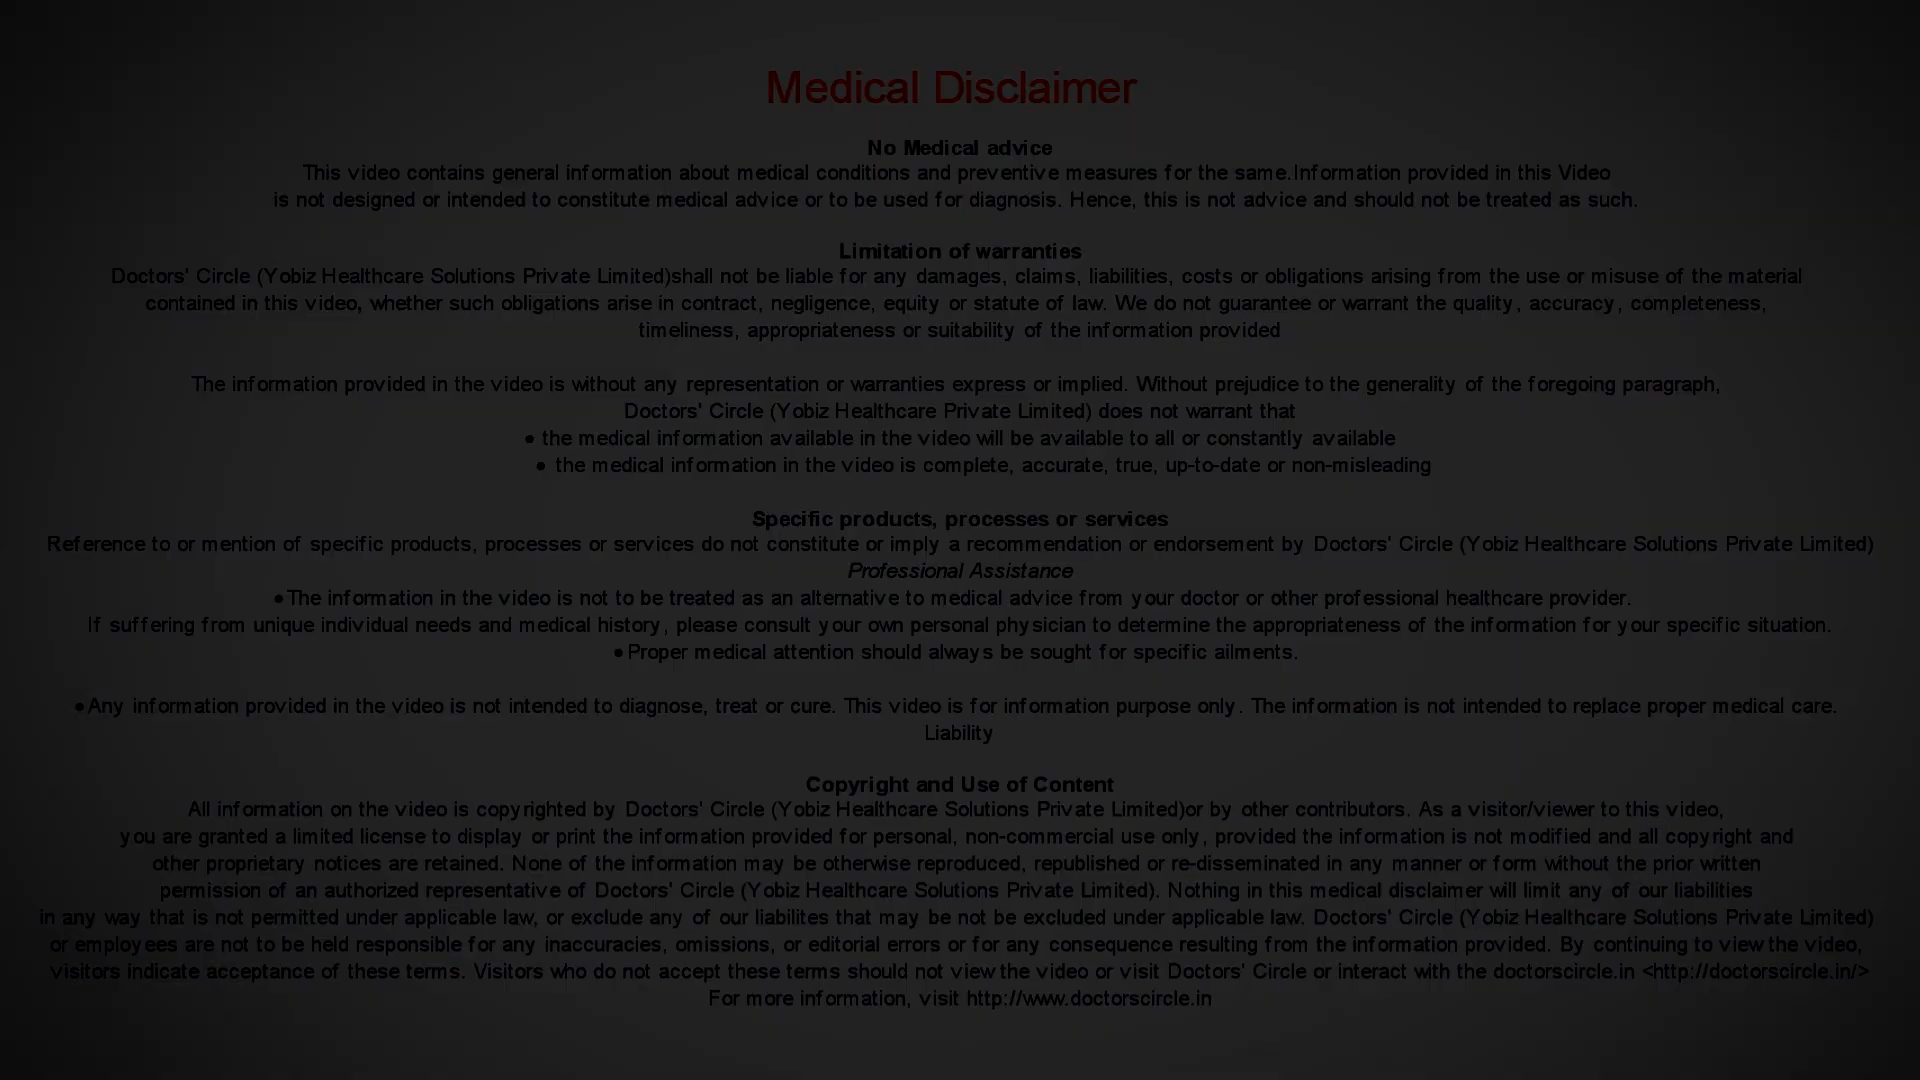 Medical Disclaimer
No Medical advice
This video contains general information about medical conditions and preventive measures for the same.Information provided in this Video
is not designed or intended to constitute medical advice or to be used for diagnosis. Hence, this is not advice and should not be treated as such.
Limitation of warranties
Doctors' Circle (Yobiz Healthcare Solutions Private Limited)shall not be liable for any damages, claims, liabilities, costs or obligations arising from the use or misuse of the material
contained in this video, whether such obligations arise in contract, negligence, equity or statute of law. We do not guarantee or warrant the quality, accuracy, completeness,
timeliness, appropriateness or suitability of the information provided
The information provided in the video is without any representation or warranties express or implied. Without prejudice to the generality of the foregoing paragraph,
Doctors' Circle (Yobiz Healthcare Private Limited) does not warrant that
• the medical information available in the video will be available to all or constantly available
• the medical information in the video is complete, accurate, true, up-to-date or non-misleading
Specific products, processes or services
Reference to or mention of specific products, processes or services do not constitute or imply a recommendation or endorsement by Doctors' Circle (Yobiz Healthcare Solutions Private Limited)
Professional Assistance
•The information in the video is not to be treated as an alternative to medical advice from your doctor or other professional healthcare provider.
If suffering from unique individual needs and medical history, please consult your own personal physician to determine the appropriateness of the information for your specific situation.
•Proper medical attention should always be sought for specific ailments.
•Any information provided in the video is not intended to diagnose, treat or cure. This video is for information purpose only. The information is not intended to replace proper medical care.
Liability
Copyright and Use of Content
All information on the video is copyrighted by Doctors' Circle (Yobiz Healthcare Solutions Private Limited)or by other contributors. As a visitor/viewer to this video,
you are granted a limited license to display or print the information provided for personal, non-commercial use only, provided the information is not modified and all copyright and
other proprietary notices are retained. None of the information may be otherwise reproduced, republished or re-disseminated in any manner or form without the prior written
permission of an authorized representative of Doctors' Circle (Yobiz Healthcare Solutions Private Limited). Nothing in this medical disclaimer will limit any of our liabilities
in any way that is not permitted under applicable law, or exclude any of our liabilites that may be not be excluded under applicable law. Doctors' Circle (Yobiz Healthcare Solutions Private Limited)
or employees are not to be held responsible for any inaccuracies, omissions, or editorial errors or for any consequence resulting from the information provided. By continuing to view the video,
visitors indicate acceptance of these terms. Visitors who do not accept these terms should not view the video or visit Doctors' Circle or interact with the doctorscircle.in <http://doctorscircle.in/>
For more information, visit http://www.doctorscircle.in